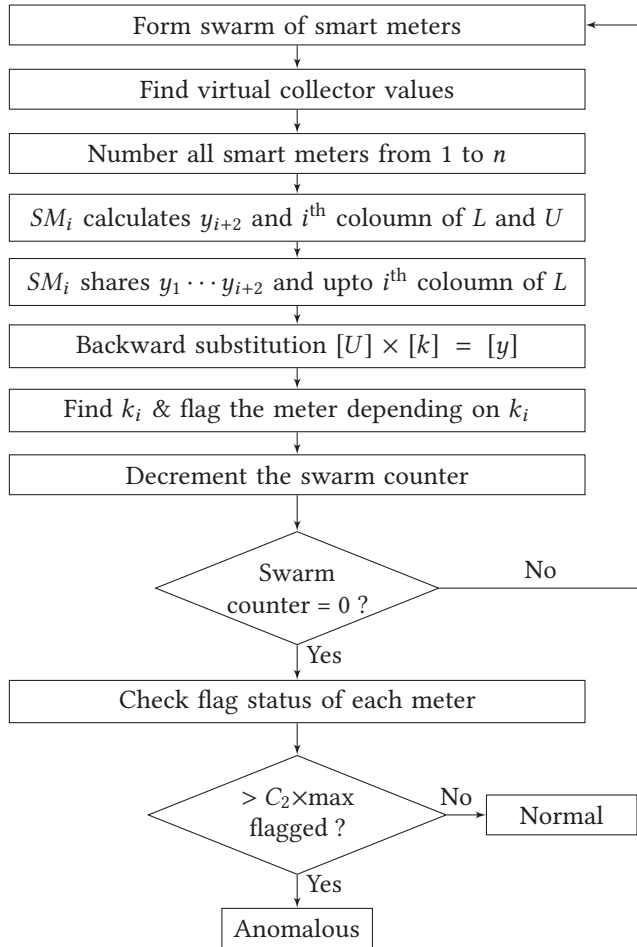 Form swarm of smart meters
Find virtual collector values
Number all smart meters from 1 to n
SMᵢ calculates yᵢ₊₂ and iᵗʰ coloumn of L and U
SMᵢ shares y₁ ⋯ yᵢ₊₂ and upto iᵗʰ coloumn of L
Backward substitution [U] × [k] = [y]
Find kᵢ & flag the meter depending on kᵢ
Decrement the swarm counter
Swarm
counter = 0 ?
No
Yes
Check flag status of each meter
> C₂×max
flagged ?
No
Normal
Yes
Anomalous